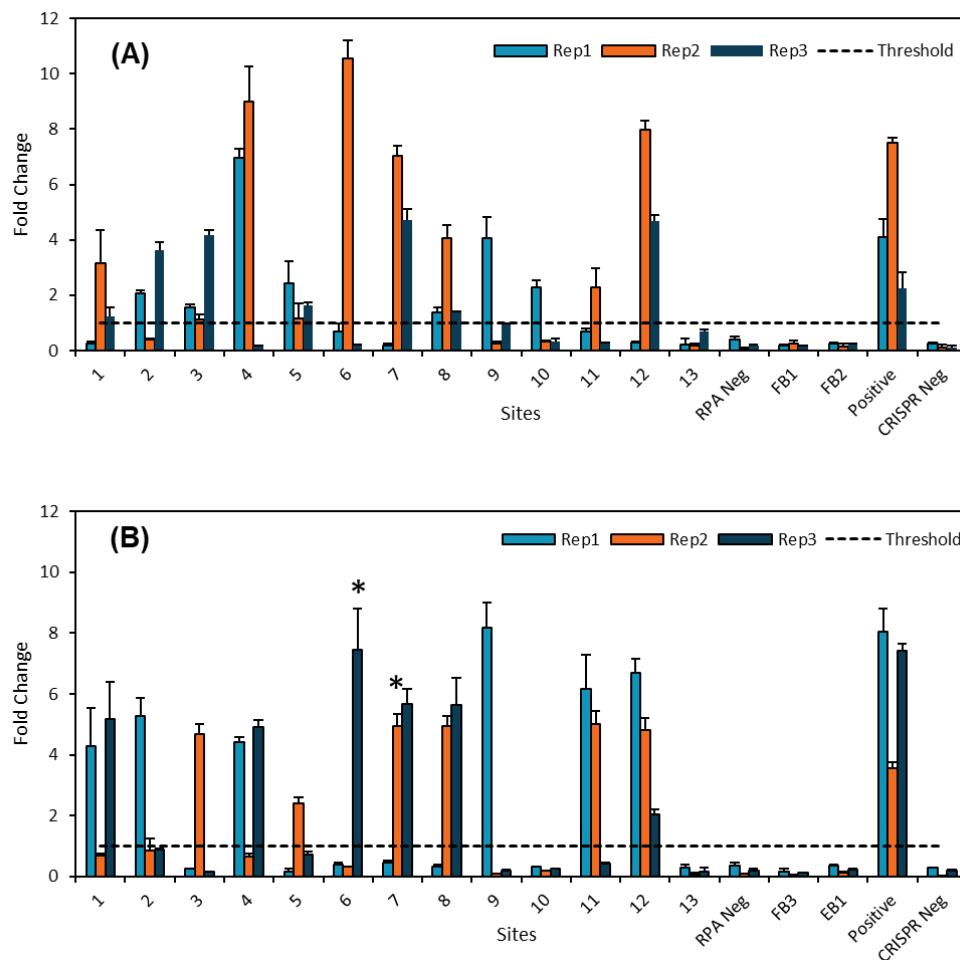 (A)
Rep1 Rep2 Rep3 Threshold
Fold Change
12
10
8
6
4
2
0
1 2 3 4 5 6 7 8 9 10 11 12 13 RPA Neg FB1 FB2 Positive CRISPR Neg
Sites
(B)
Rep1 Rep2 Rep3 Threshold
Fold Change
12
10
8
6
4
2
0
* *
1 2 3 4 5 6 7 8 9 10 11 12 13 RPA Neg FB3 EB1 Positive CRISPR Neg
Sites